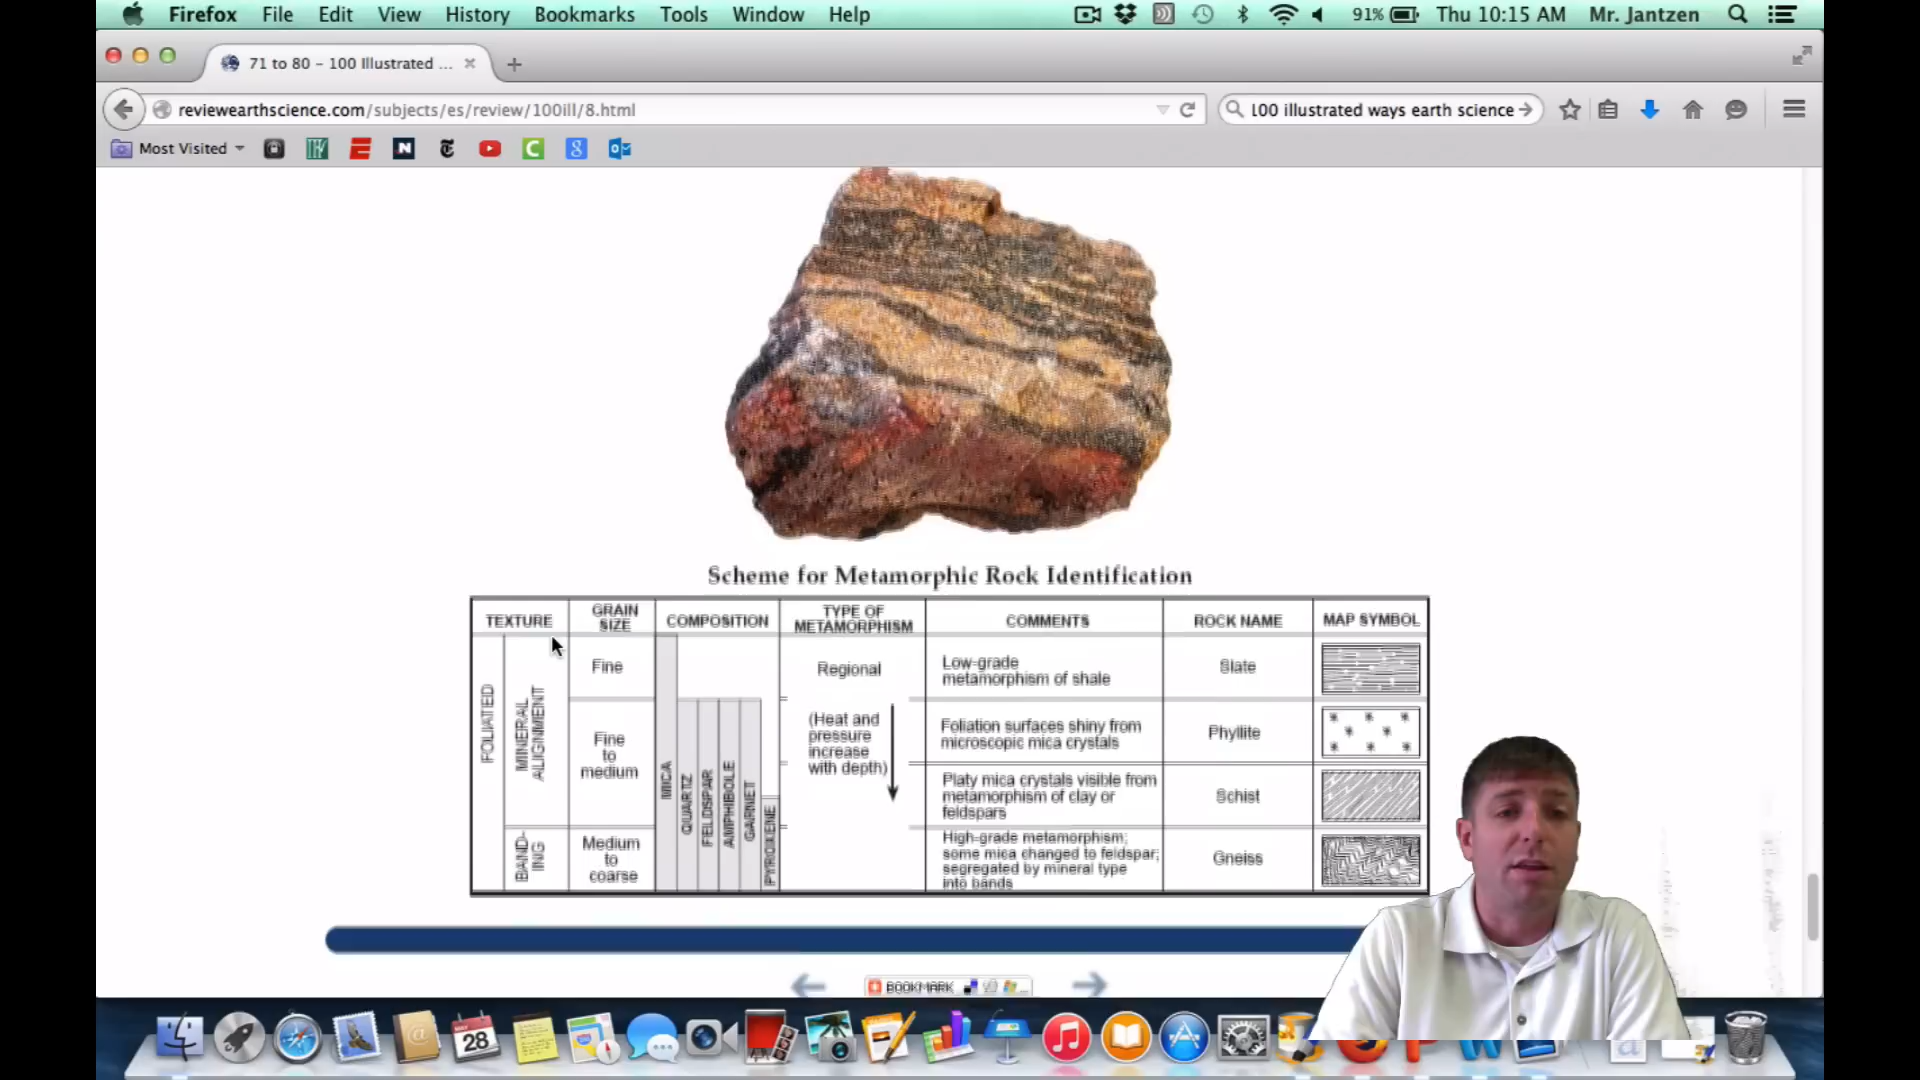 Firefox File Edit View History Bookmarks Tools Window Help 91% Thu 10:15 AM Mr. Jantzen
71 to 80 – 100 Illustrated ...
reviewearthscience.com/subjects/es/review/100ill/8.html
100 illustrated ways earth science
Most Visited
Scheme for Metamorphic Rock Identification
TEXTURE
GRAIN
SIZE
COMPOSITION
TYPE OF
METAMORPHISM
COMMENTS
ROCK NAME
MAP SYMBOL
FOLIATED
MINERAL
ALIGNMENT
BAND-
ING
Fine
Fine
to
medium
Medium
to
coarse
MICA
QUARTZ
FELDSPAR
AMPHIBOLE
GARNET
PYROXENE
Regional
(Heat and
pressure
increase
with depth)
Low-grade
metamorphism of shale
Slate
Foliation surfaces shiny from
microscopic mica crystals
Phyllite
Platy mica crystals visible from
metamorphism of clay or
feldspars
Schist
High-grade metamorphism;
some mica changed to feldspar;
segregated by mineral type
into bands
Gneiss
BOOKMARK
28